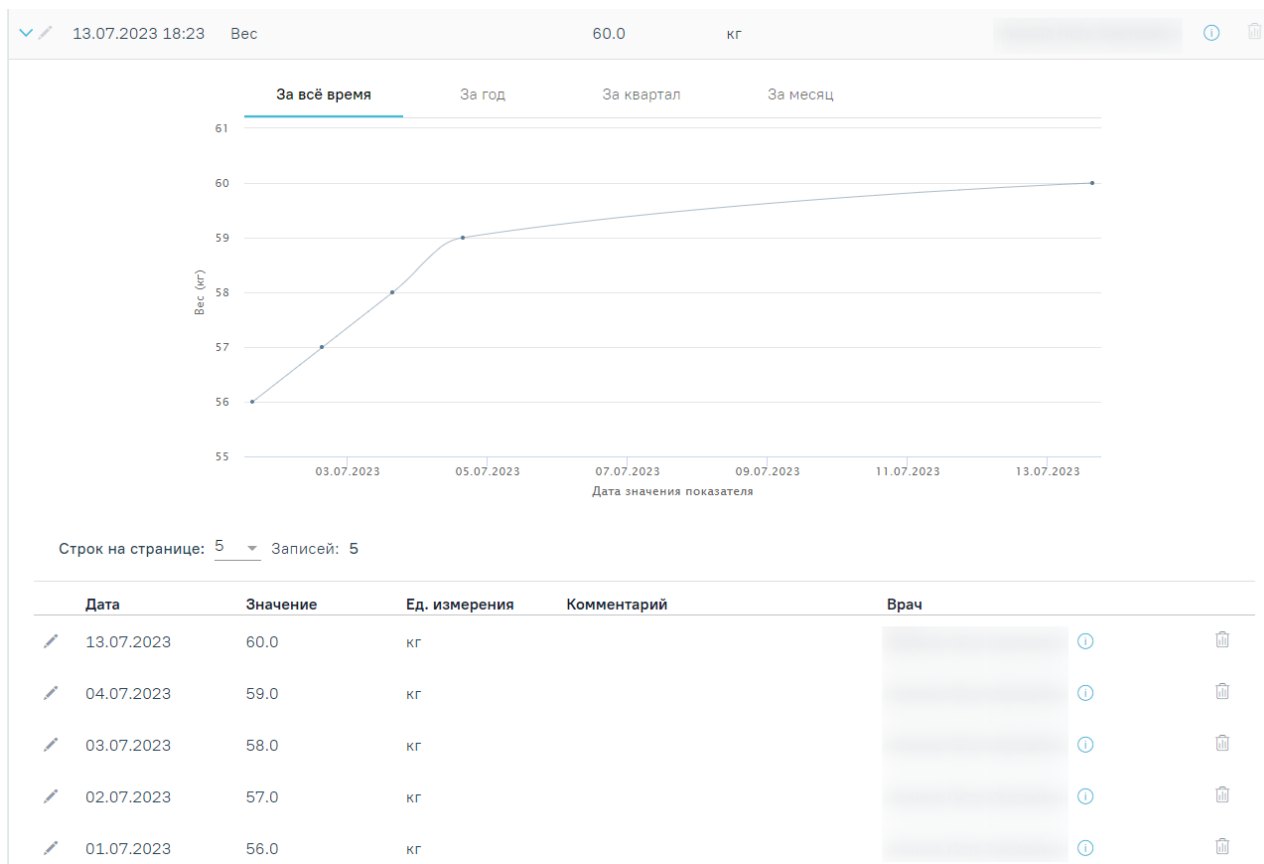 13.07.2023 18:23 Вес 60.0 кг
За всё время За год За квартал За месяц
61
60
59
58
57
56
55
Вес (кг)
03.07.2023 05.07.2023 07.07.2023 09.07.2023 11.07.2023 13.07.2023
Дата значения показателя
Строк на странице: 5 Записей: 5
Дата Значение Ед. измерения Комментарий Врач
13.07.2023 60.0 кг
04.07.2023 59.0 кг
03.07.2023 58.0 кг
02.07.2023 57.0 кг
01.07.2023 56.0 кг